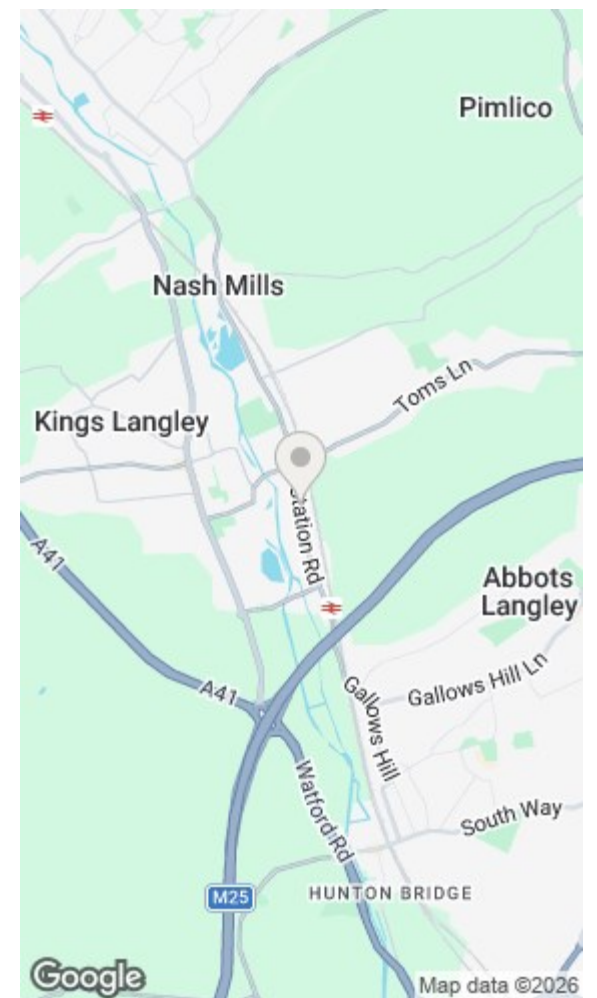 Pimlico
Nash Mills
Toms Ln
Kings Langley
Station Rd
A41
Abbots
Langley
A41
Gallows Hill Ln
Gallows Hill
Watford Rd
South Way
M25
HUNTON BRIDGE
Google
Map data ©2026